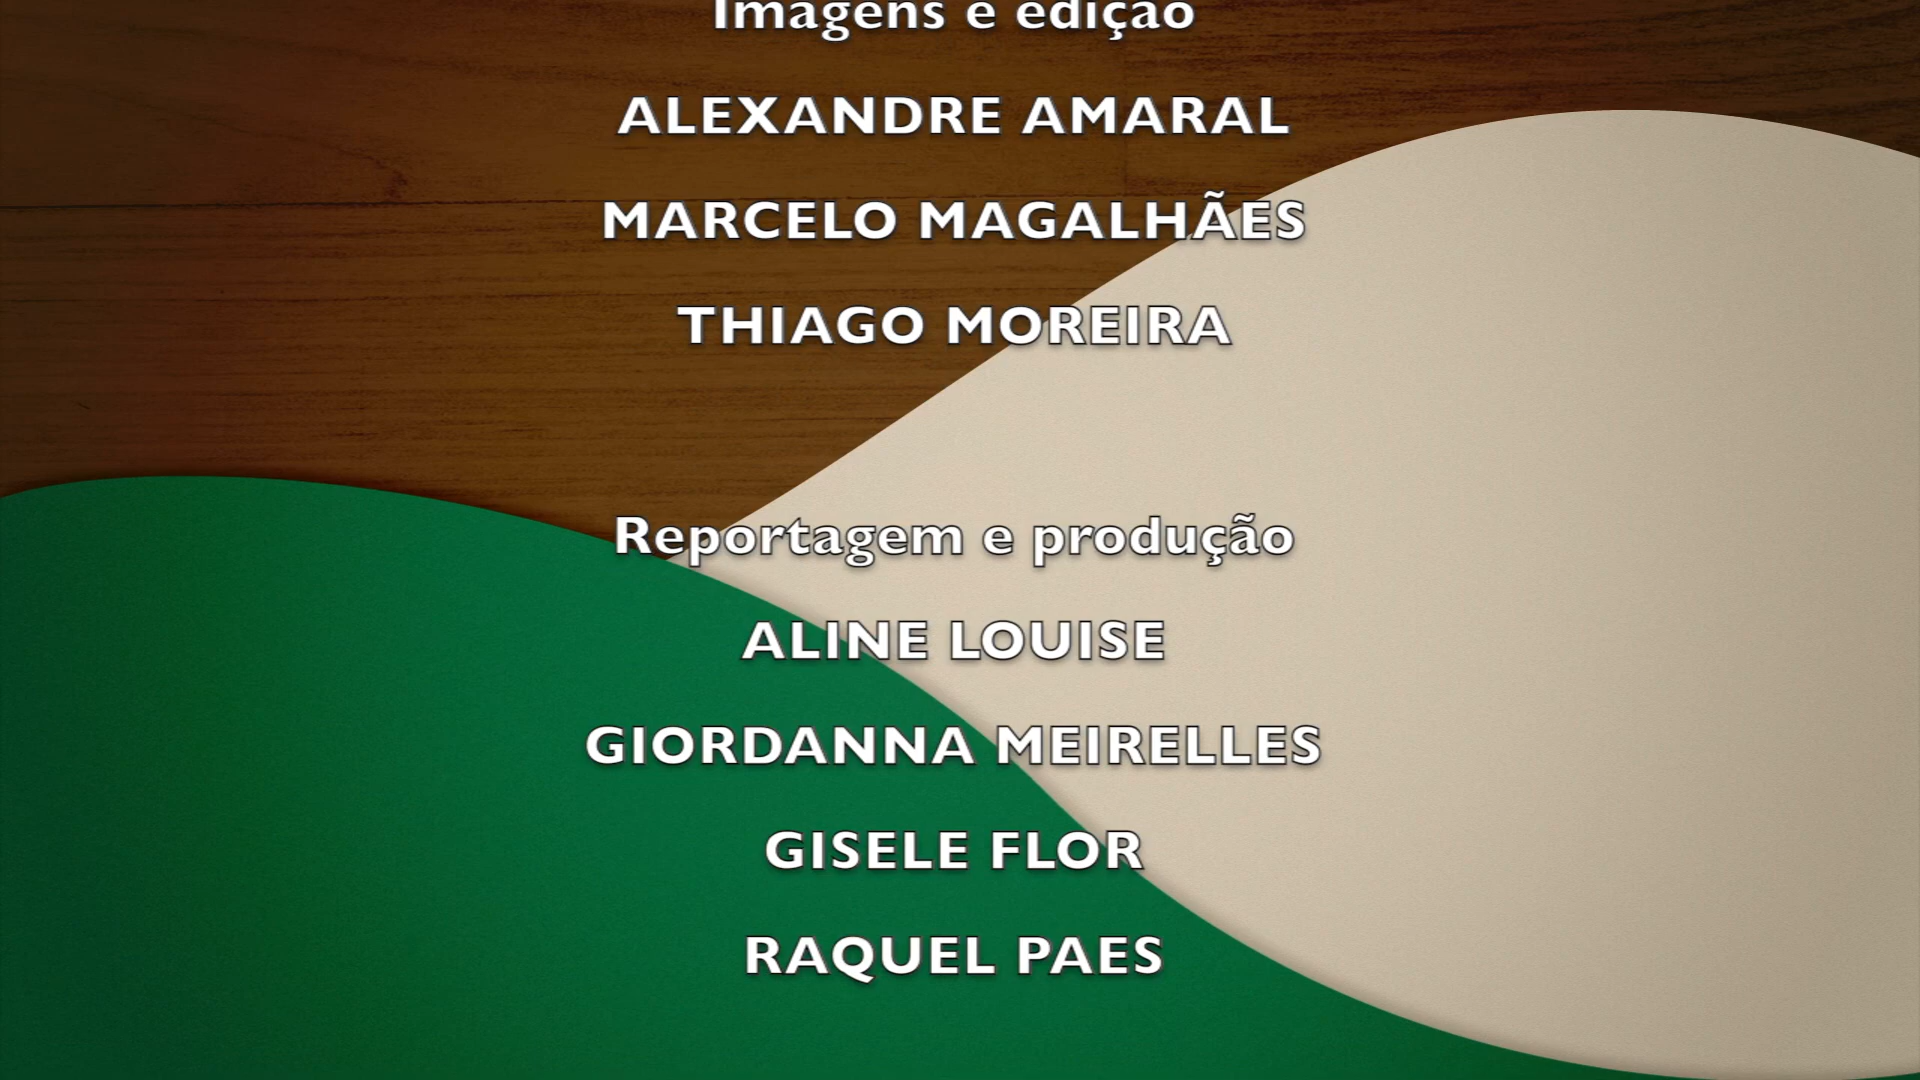 Imagens e edição
ALEXANDRE AMARAL
MARCELO MAGALHÃES
THIAGO MOREIRA
Reportagem e produção
ALINE LOUISE
GIORDANNA MEIRELLES
GISELE FLOR
RAQUEL PAES